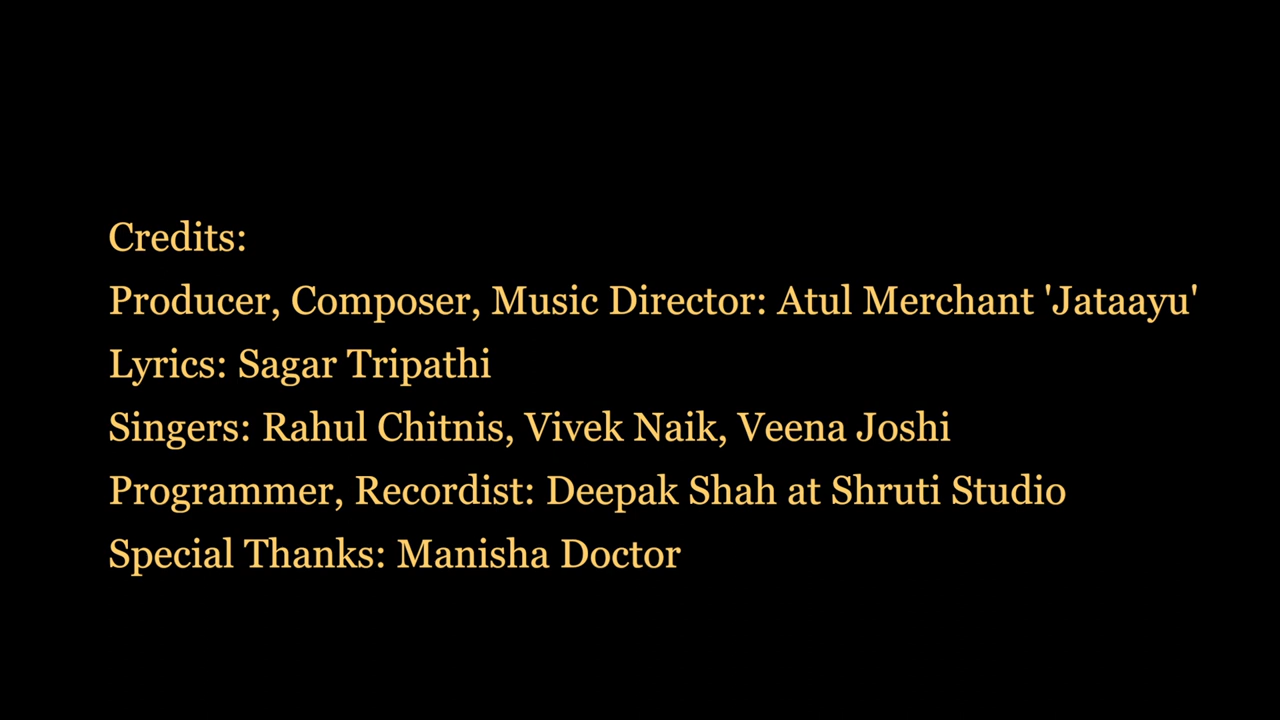 Credits:
Producer, Composer, Music Director: Atul Merchant 'Jataayu'
Lyrics: Sagar Tripathi
Singers: Rahul Chitnis, Vivek Naik, Veena Joshi
Programmer, Recordist: Deepak Shah at Shruti Studio
Special Thanks: Manisha Doctor